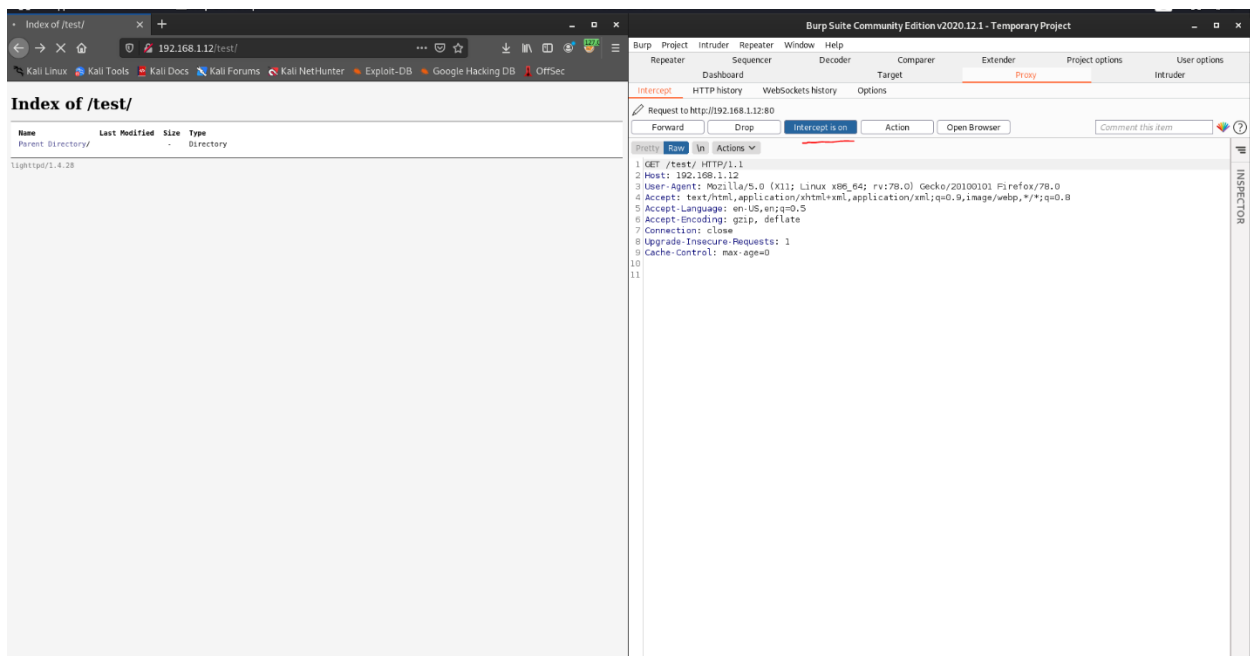 Index of /test/
192.168.1.12/test/
Kali Linux Kali Tools Kali Docs Kali Forums Kali NetHunter Exploit-DB Google Hacking DB OffSec
Index of /test/
Name Last Modified Size Type
Parent Directory/ - Directory
lighttpd/1.4.28
Burp Suite Community Edition v2020.12.1 - Temporary Project
Burp Project Intruder Repeater Window Help
Repeater Sequencer Decoder Comparer Extender Project options User options
Dashboard Target Proxy Intruder
Intercept HTTP history WebSockets history Options
Request to http://192.168.1.12:80
Forward Drop Intercept is on Action Open Browser Comment this item
Pretty Raw \n Actions
1 GET /test/ HTTP/1.1
2 Host: 192.168.1.12
3 User-Agent: Mozilla/5.0 (X11; Linux x86_64; rv:78.0) Gecko/20100101 Firefox/78.0
4 Accept: text/html,application/xhtml+xml,application/xml;q=0.9,image/webp,*/*;q=0.8
5 Accept-Language: en-US,en;q=0.5
6 Accept-Encoding: gzip, deflate
7 Connection: close
8 Upgrade-Insecure-Requests: 1
9 Cache-Control: max-age=0
10
11
INSPECTOR